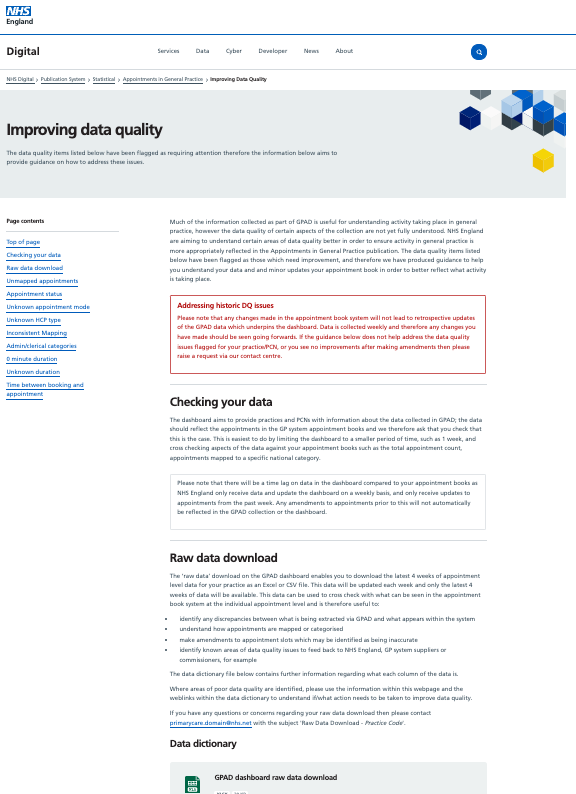 NHS
England
Digital
Services Data Cyber Developer News About
NHS Digital › Publication System › Statistical › Appointments in General Practice › Improving Data Quality
Improving data quality
The data quality items listed below have been flagged as requiring attention therefore the information below aims to
provide guidance on how to address these issues.
Page contents
Top of page
Checking your data
Raw data download
Unmapped appointments
Appointment status
Unknown appointment mode
Unknown HCP type
Inconsistent Mapping
Admin/clerical categories
0 minute duration
Unknown duration
Time between booking and
appointment
Much of the information collected as part of GPAD is useful for understanding activity taking place in general
practice, however the data quality of certain aspects of the collection are not yet fully understood. NHS England
are aiming to understand certain areas of data quality better in order to ensure activity in general practice is
more appropriately reflected in the Appointments in General Practice publication. The data quality items listed
below have been flagged as those which need improvement, and therefore we have produced guidance to help
you understand your data and and minor updates your appointment book in order to better reflect what activity
is taking place.
Addressing historic DQ issues
Please note that any changes made in the appointment book system will not lead to retrospective updates
of the GPAD data which underpins the dashboard. Data is collected weekly and therefore any changes you
have made should be seen going forwards. If the guidance below does not help address the data quality
issues flagged for your practice/PCN, or you see no improvements after making amendments then please
raise a request via our contact centre.
Checking your data
The dashboard aims to provide practices and PCNs with information about the data collected in GPAD; the data
should reflect the appointments in the GP system appointment books and we therefore ask that you check that
this is the case. This is easiest to do by limiting the dashboard to a smaller period of time, such as 1 week, and
cross checking aspects of the data against your appointment books such as the total appointment count,
appointments mapped to a specific national category.
Please note that there will be a time lag on data in the dashboard compared to your appointment books as
NHS England only receive data and update the dashboard on a weekly basis, and only receive updates to
appointments from the past week. Any amendments to appointments prior to this will not automatically
be reflected in the GPAD collection or the dashboard.
Raw data download
The 'raw data' download on the GPAD dashboard enables you to download the latest 4 weeks of appointment
level data for your practice as an Excel or CSV file. This data will be updated each week and only the latest 4
weeks of data will be available. This data can be used to cross check with what can be seen in the appointment
book system at the individual appointment level and is therefore useful to:
• identify any discrepancies between what is being extracted via GPAD and what appears within the system
• understand how appointments are mapped or categorised
• make amendments to appointment slots which may be identified as being inaccurate
• identify known areas of data quality issues to feed back to NHS England, GP system suppliers or
commissioners, for example
The data dictionary file below contains further information regarding what each column of the data is.
Where areas of poor data quality are identified, please use the information within this webpage and the
weblinks within the data dictionary to understand if/what action needs to be taken to improve data quality.
If you have any questions or concerns regarding your raw data download then please contact
primarycare.domain@nhs.net with the subject 'Raw Data Download - Practice Code'.
Data dictionary
GPAD dashboard raw data download